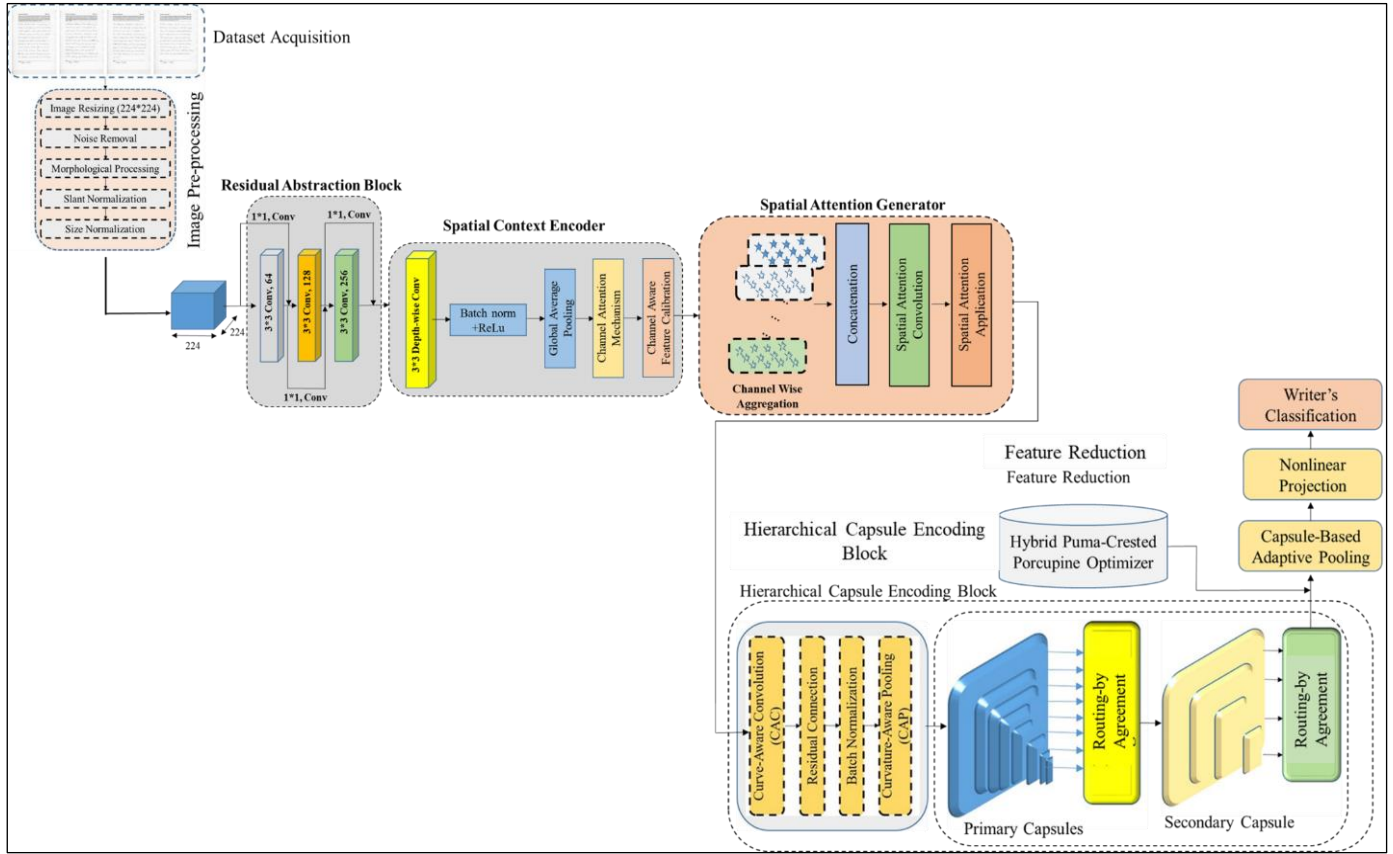 Dataset Acquisition
Image Resizing (224*224)
Noise Removal
Morphological Processing
Slant Normalization
Size Normalization
Image Pre-processing
224
224
Residual Abstraction Block
1*1, Conv
1*1, Conv
3*3 Conv, 64
3*3 Conv, 128
3*3 Conv, 256
1*1, Conv
Spatial Context Encoder
3*3 Depth-wise Conv
Batch norm
+ReLu
Global Average
Pooling
Channel Attention
Mechanism
Channel Aware
Feature Calibration
Spatial Attention Generator
...
...
Channel Wise
Aggregation
Concatenation
Spatial Attention
Convolution
Spatial Attention
Application
Writer's
Classification
Nonlinear
Projection
Capsule-Based
Adaptive Pooling
Feature Reduction
Feature Reduction
Hybrid Puma-Crested
Porcupine Optimizer
Hierarchical Capsule Encoding
Block
Hierarchical Capsule Encoding Block
Curve-Aware Convolution
(CAC)
Residual Connection
Batch Normalization
Curvature-Aware Pooling
(CAP)
Primary Capsules
Routing-by
Agreement
Secondary Capsule
Routing-by
Agreement